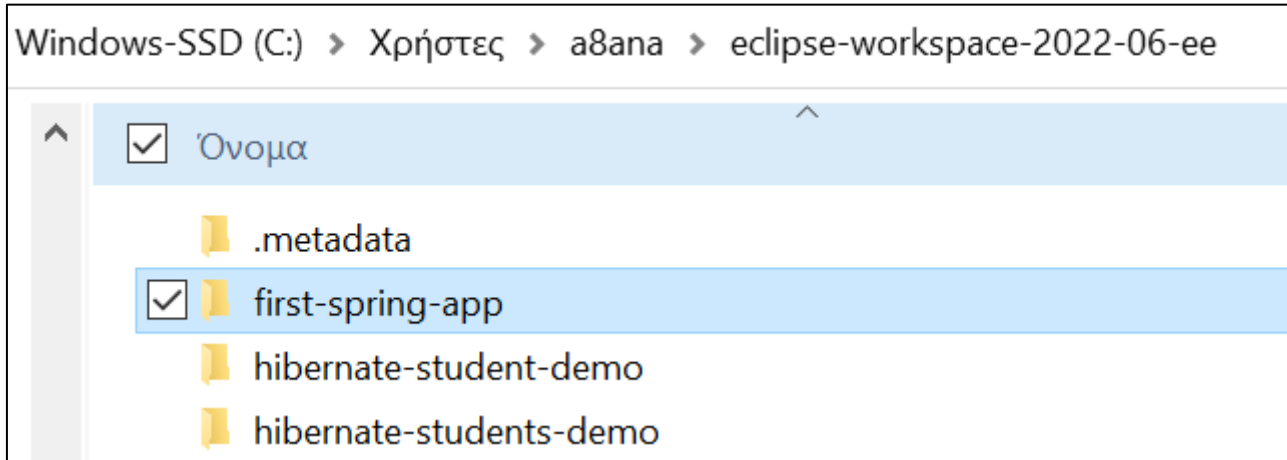 Windows-SSD (C:) > Χρήστες > a8ana > eclipse-workspace-2022-06-ee
Όνομα
.metadata
first-spring-app
hibernate-student-demo
hibernate-students-demo